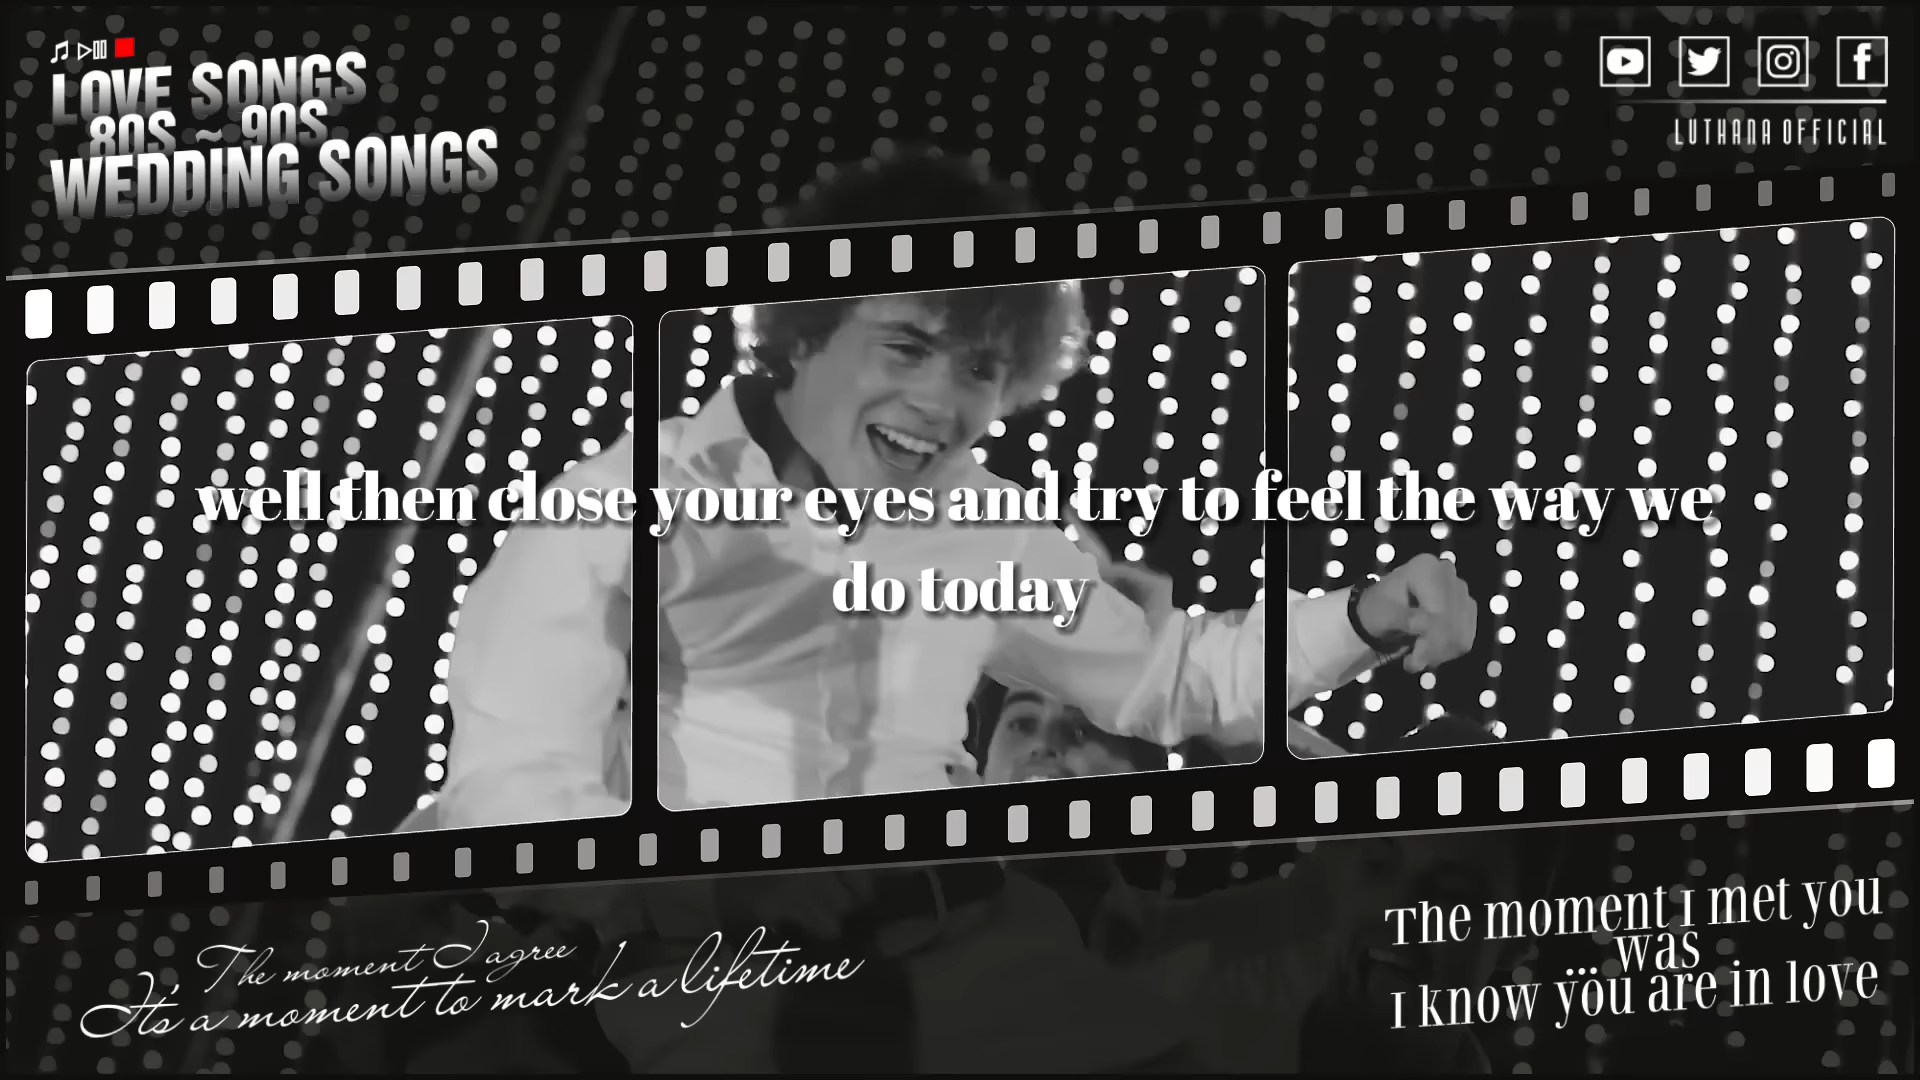 LOVE SONGS
80S ~ 90S
WEDDING SONGS
LUTHANA OFFICIAL
well then close your eyes and try to feel the way we
do today
The moment I agree
It's a moment to mark a lifetime
The moment I met you
was
...
I know you are in love